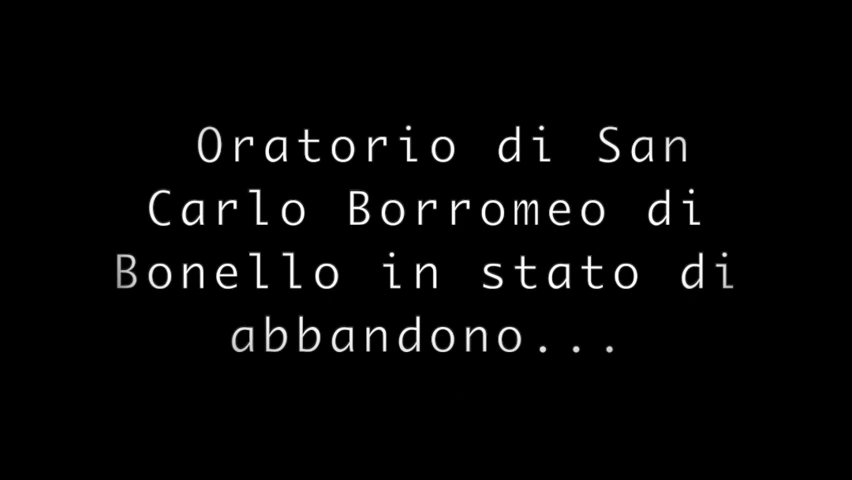 Oratorio di San
Carlo Borromeo di
Bonello in stato di
abbandono...